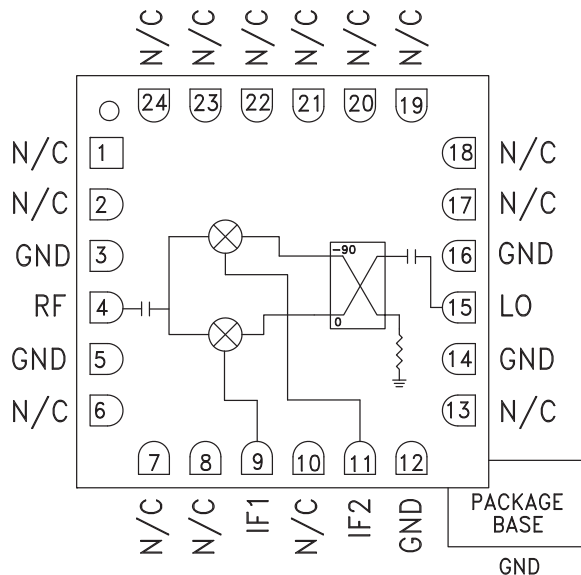 N/C N/C N/C N/C N/C N/C
24 23 22 21 20 19
N/C 1 18 N/C
N/C 2 17 N/C
GND 3 -90 16 GND
RF 4 0 15 LO
GND 5 14 GND
N/C 6 13 N/C
7 8 9 10 11 12
N/C N/C IF1 N/C IF2 GND
PACKAGE
BASE
GND